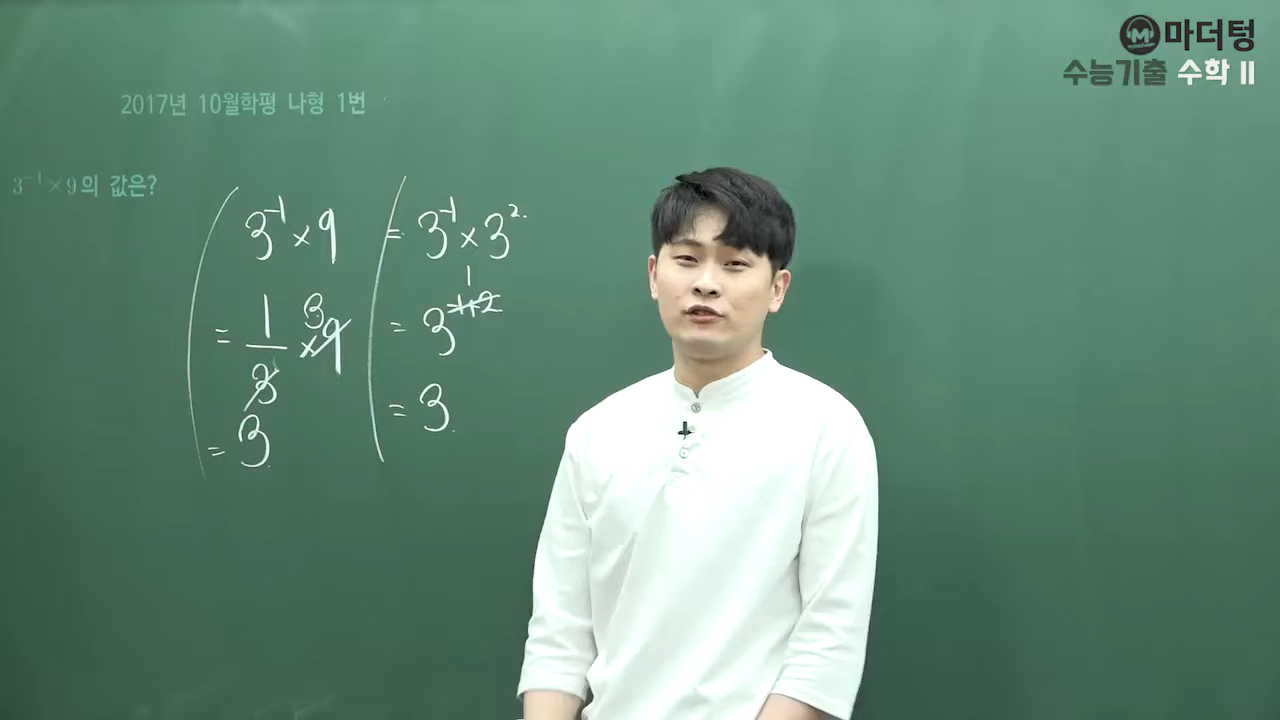 마더텅
수능기출 수학 II
2017년 10월학평 나형 1번
3⁻¹×9의 값은?
3⁻¹×9
= 1/3 ×9 3
= 3
= 3⁻¹×3².
1
= 3⁻¹⁺²
= 3.